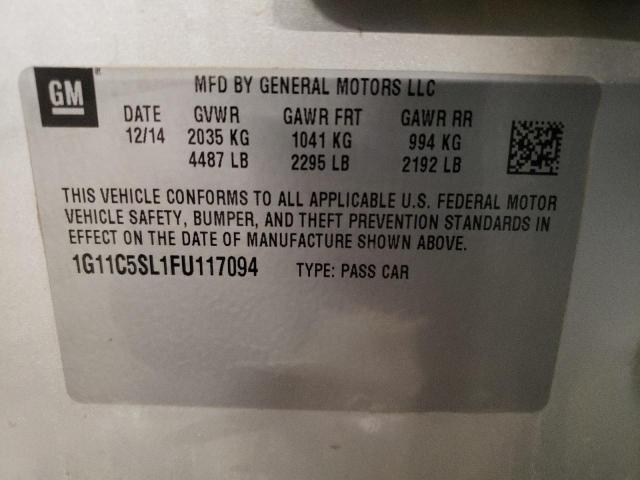 GM
MFD BY GENERAL MOTORS LLC
DATE GVWR GAWR FRT GAWR RR
12/14 2035 KG 1041 KG 994 KG
4487 LB 2295 LB 2192 LB
THIS VEHICLE CONFORMS TO ALL APPLICABLE U.S. FEDERAL MOTOR
VEHICLE SAFETY, BUMPER, AND THEFT PREVENTION STANDARDS IN
EFFECT ON THE DATE OF MANUFACTURE SHOWN ABOVE.
1G11C5SL1FU117094 TYPE: PASS CAR